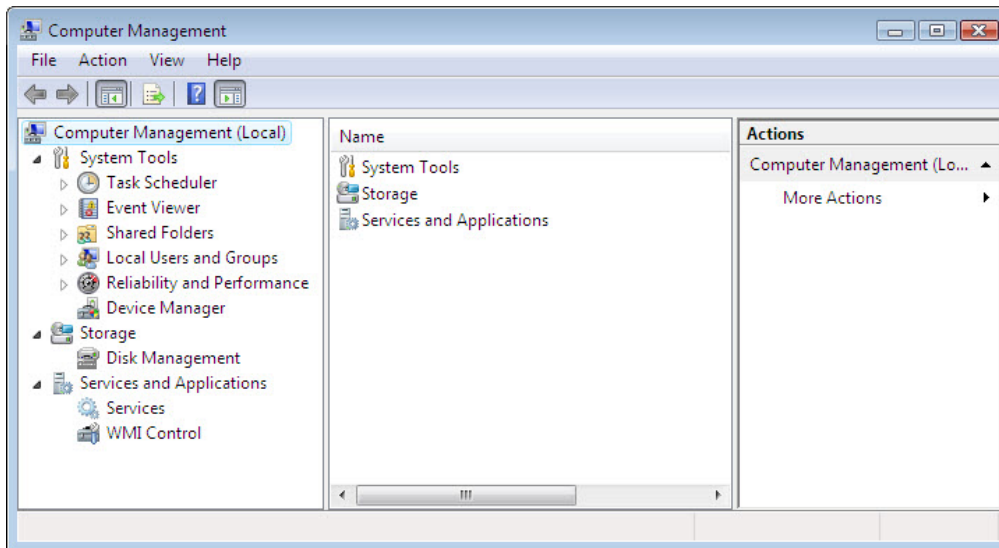 Computer Management
File Action View Help
Computer Management (Local)
System Tools
Task Scheduler
Event Viewer
Shared Folders
Local Users and Groups
Reliability and Performance
Device Manager
Storage
Disk Management
Services and Applications
Services
WMI Control
Name
System Tools
Storage
Services and Applications
Actions
Computer Management (Lo...
More Actions